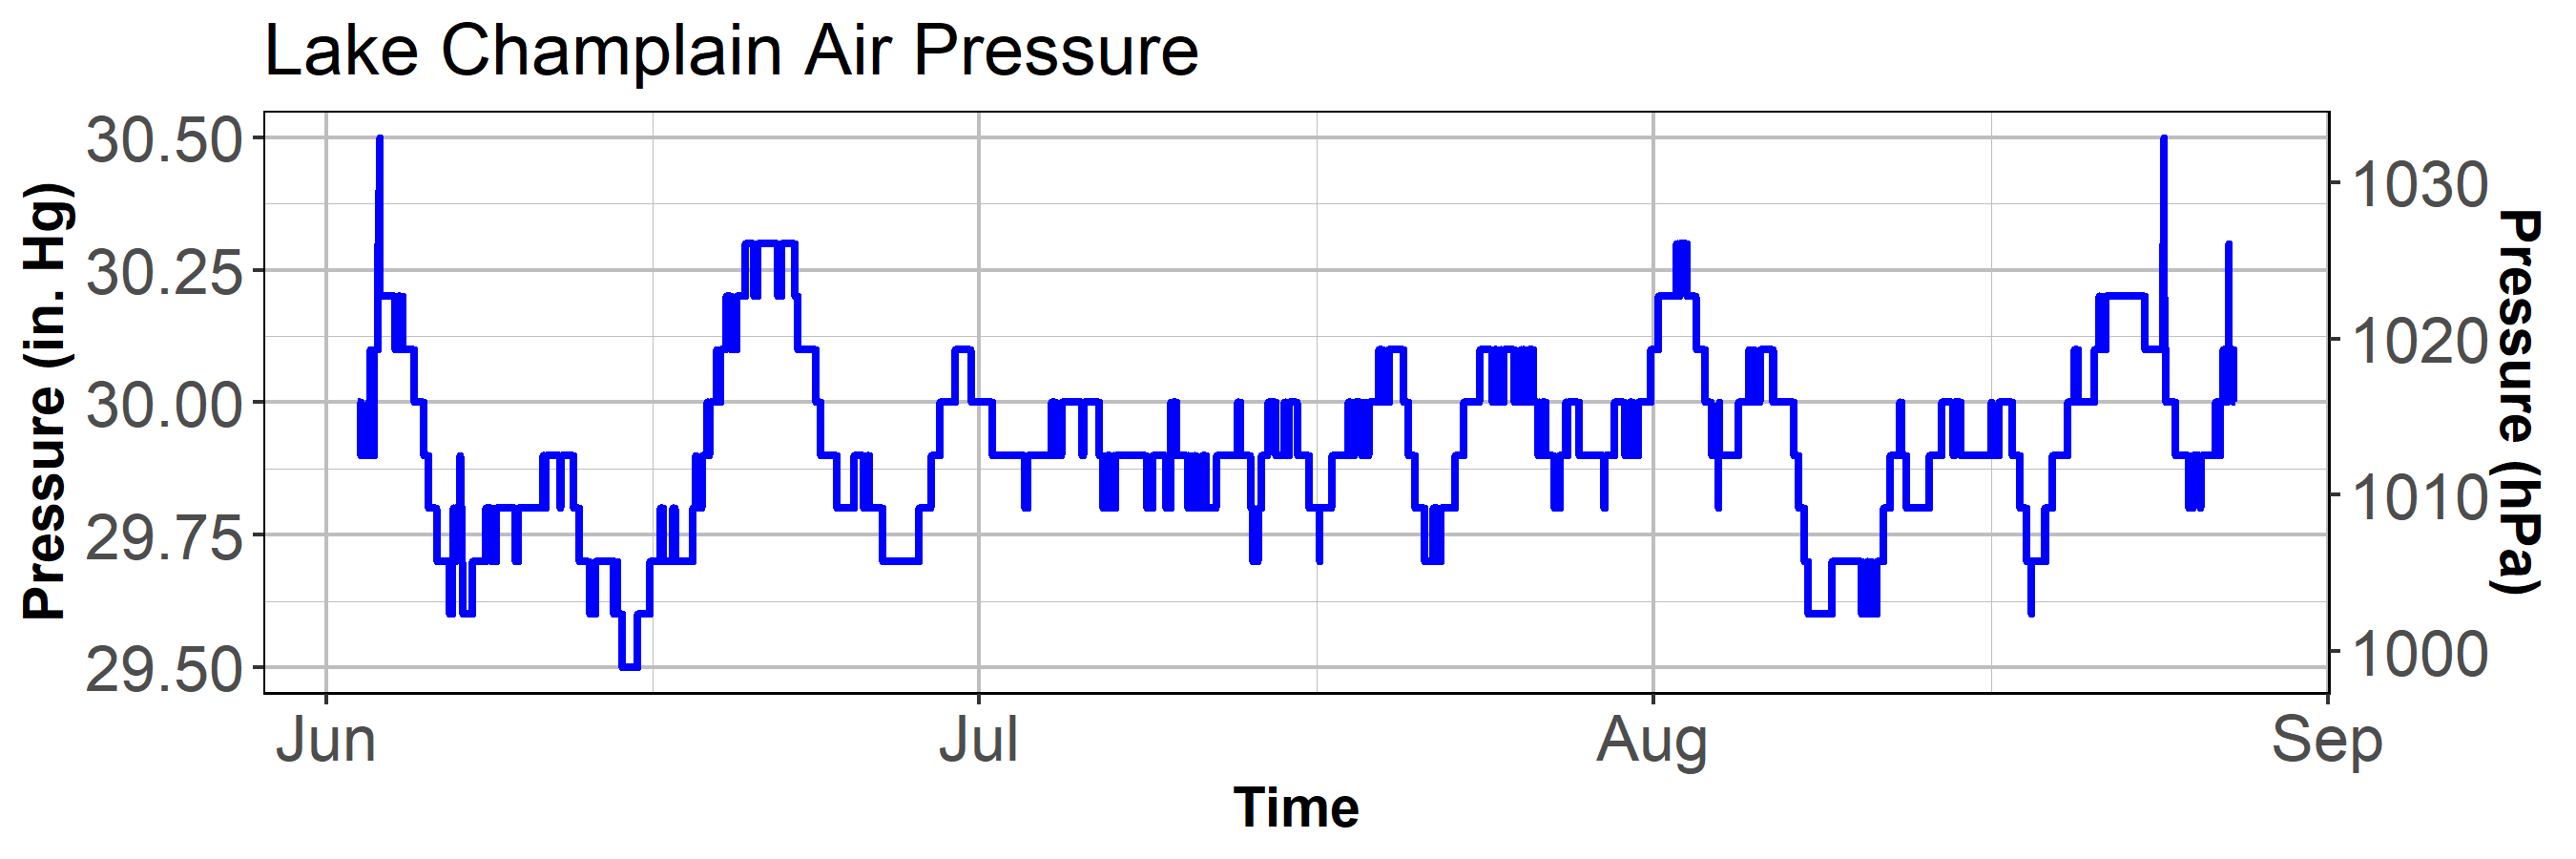 Lake Champlain Air Pressure
Pressure (in. Hg)
30.50
30.25
30.00
29.75
29.50
1030
1020
1010
1000
Pressure (hPa)
Jun Jul Aug Sep
Time